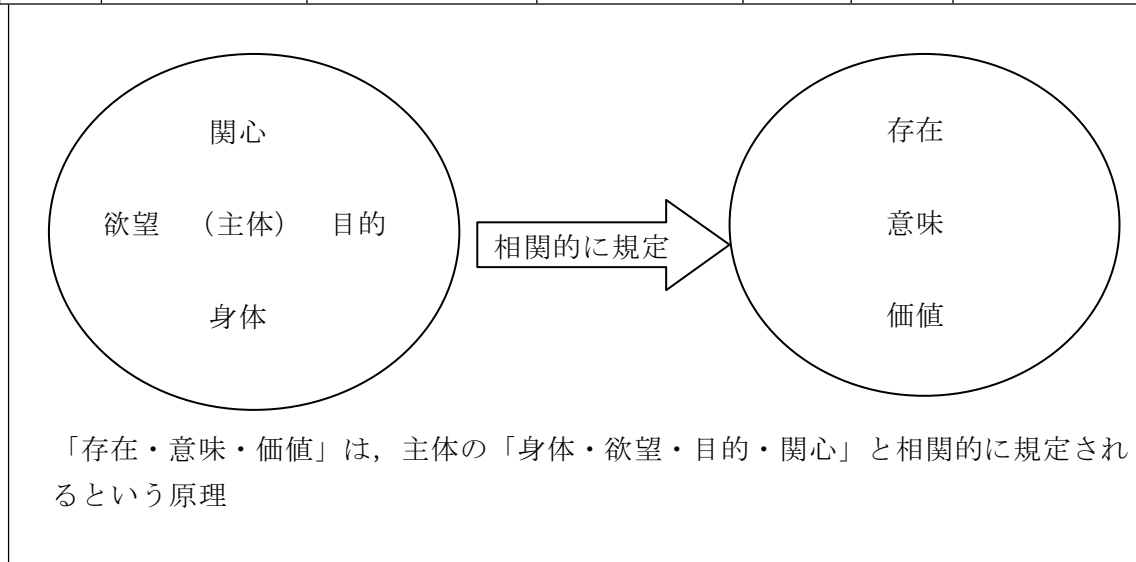 関心
欲望　（主体）　目的
身体
相関的に規定
存在
意味
価値
「存在・意味・価値」は，主体の「身体・欲望・目的・関心」と相関的に規定され
るという原理